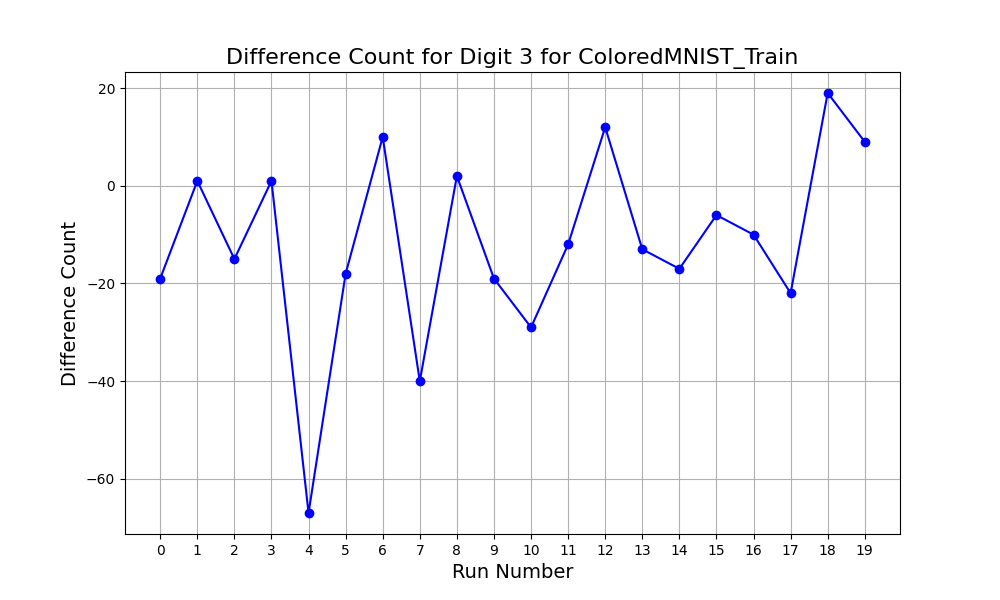 Difference Count for Digit 3 for ColoredMNIST_Train
Difference Count
20
0
−20
−40
−60
0 1 2 3 4 5 6 7 8 9 10 11 12 13 14 15 16 17 18 19
Run Number